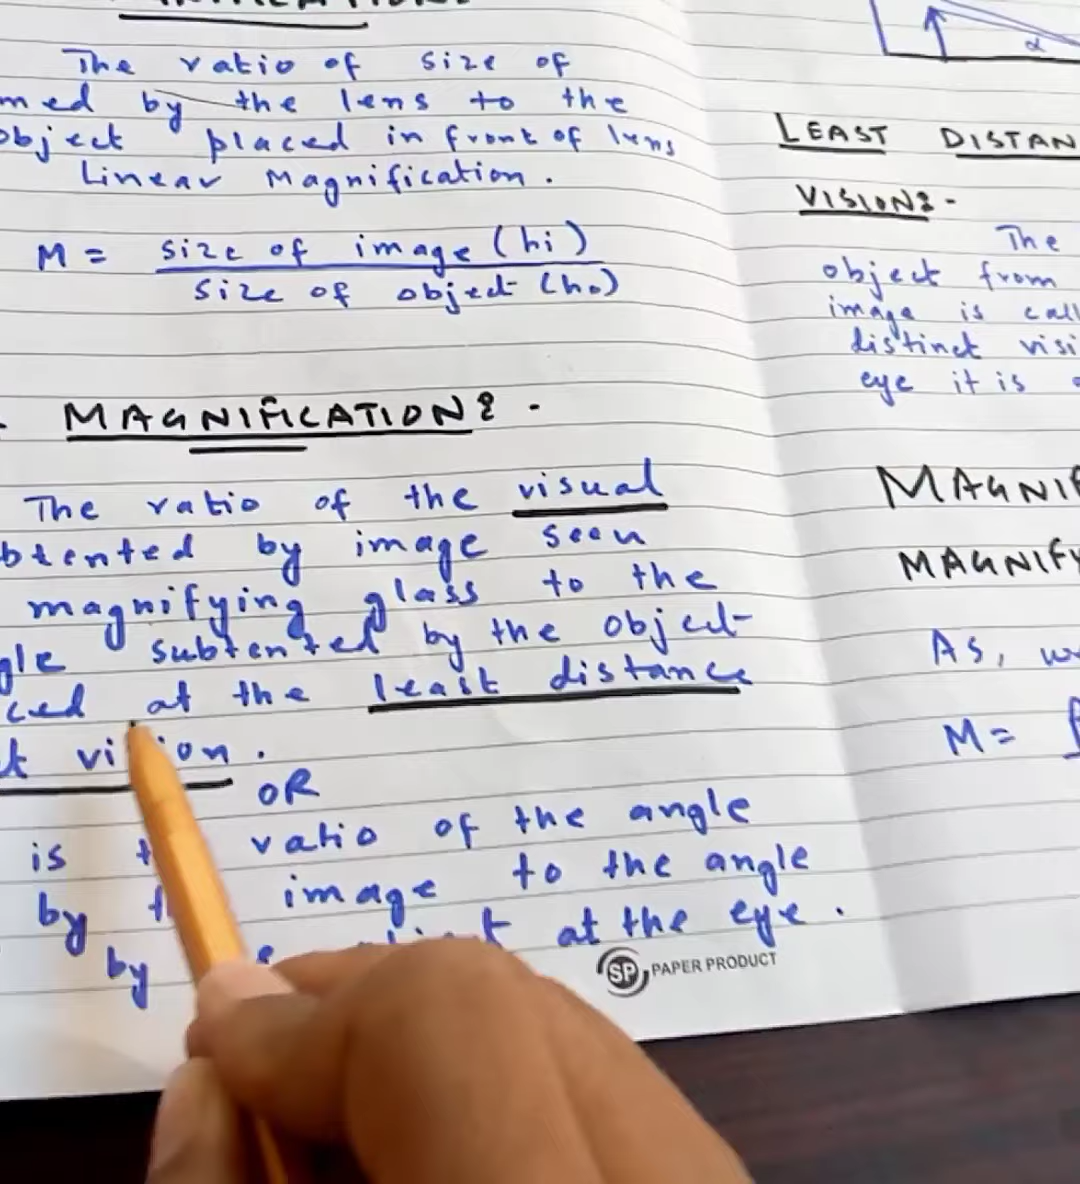 The ratio of size of
med by the lens to the
object placed in front of lens
Linear Magnification.
M = size of image (hi)
size of object (ho)
MAGNIFICATION: -
The ratio of the visual
btented by image seen
magnifying glass to the
gle subtented by the object
ced at the least distance
t vision.
OR
is ratio of the angle
by image to the angle
by at the eye.
SP PAPER PRODUCT
α
LEAST DISTAN
VISION: -
The
object from
image is call
distinct visi
eye it is
MAGNIF
MAGNIFY
As, w
M =